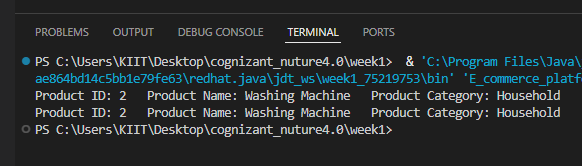 PROBLEMS OUTPUT DEBUG CONSOLE TERMINAL PORTS
PS C:\Users\KIIT\Desktop\cognizant_nuture4.0\week1> & 'C:\Program Files\Java\
ae864bd14c5bb1e79fe63\redhat.java\jdt_ws\week1_75219753\bin' 'E_commerce_platf
Product ID: 2 Product Name: Washing Machine Product Category: Household
Product ID: 2 Product Name: Washing Machine Product Category: Household
PS C:\Users\KIIT\Desktop\cognizant_nuture4.0\week1>